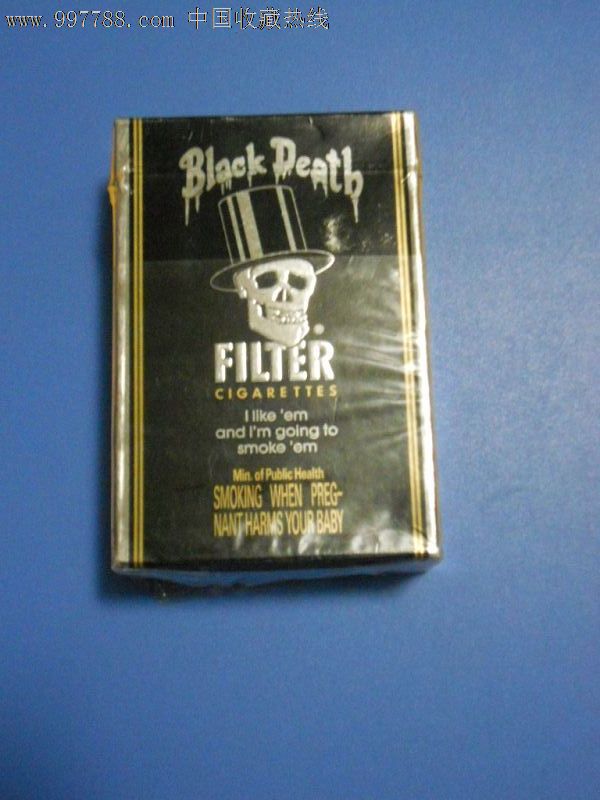 www.997788.com 中国收藏热线
Black Death
FILTER
CIGARETTES
I like 'em
and I'm going to
smoke 'em
Min. of Public Health
SMOKING WHEN PREG-
NANT HARMS YOUR BABY